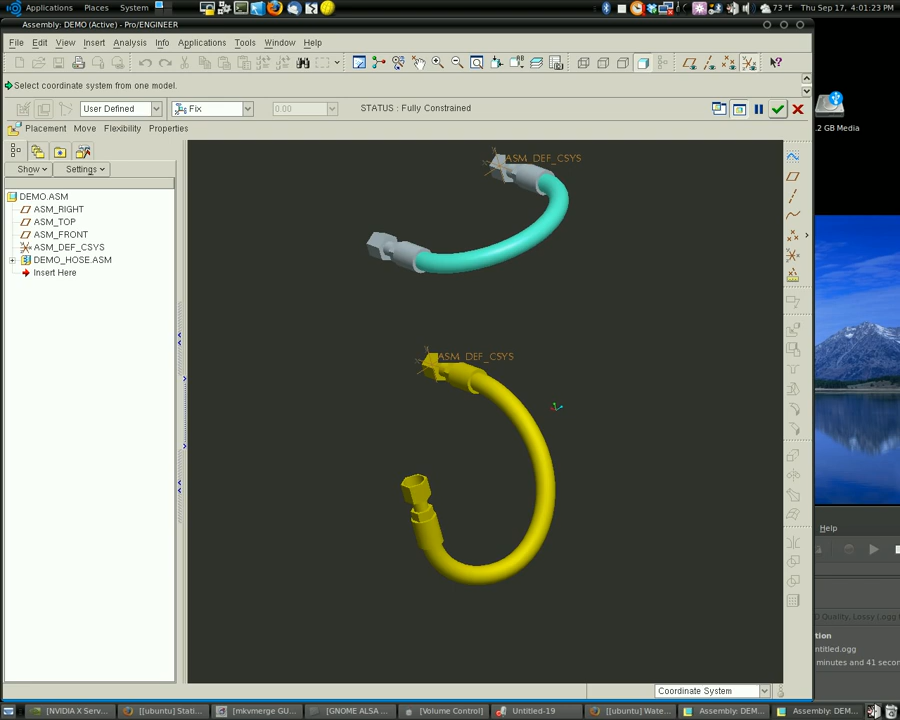 Applications Places System 73 °F Thu Sep 17, 4:01:23 PM
Assembly: DEMO (Active) - Pro/ENGINEER
File Edit View Insert Analysis Info Applications Tools Window Help
Select coordinate system from one model.
User Defined Fix 0.00 STATUS : Fully Constrained
Placement Move Flexibility Properties
.2 GB Media
Show Settings
DEMO.ASM
ASM_RIGHT
ASM_TOP
ASM_FRONT
ASM_DEF_CSYS
DEMO_HOSE.ASM
Insert Here
ASM_DEF_CSYS
ASM_DEF_CSYS
Help
D Quality, Lossy (.ogg
tion
ntitled.ogg
minutes and 41 secon
Coordinate System
[NVIDIA X Serv... [[ubuntu] Stati... [mkvmerge GU... [GNOME ALSA ... [Volume Control] Untitled-19 [[ubuntu] Wate... Assembly: DEM... Assembly: DEM...